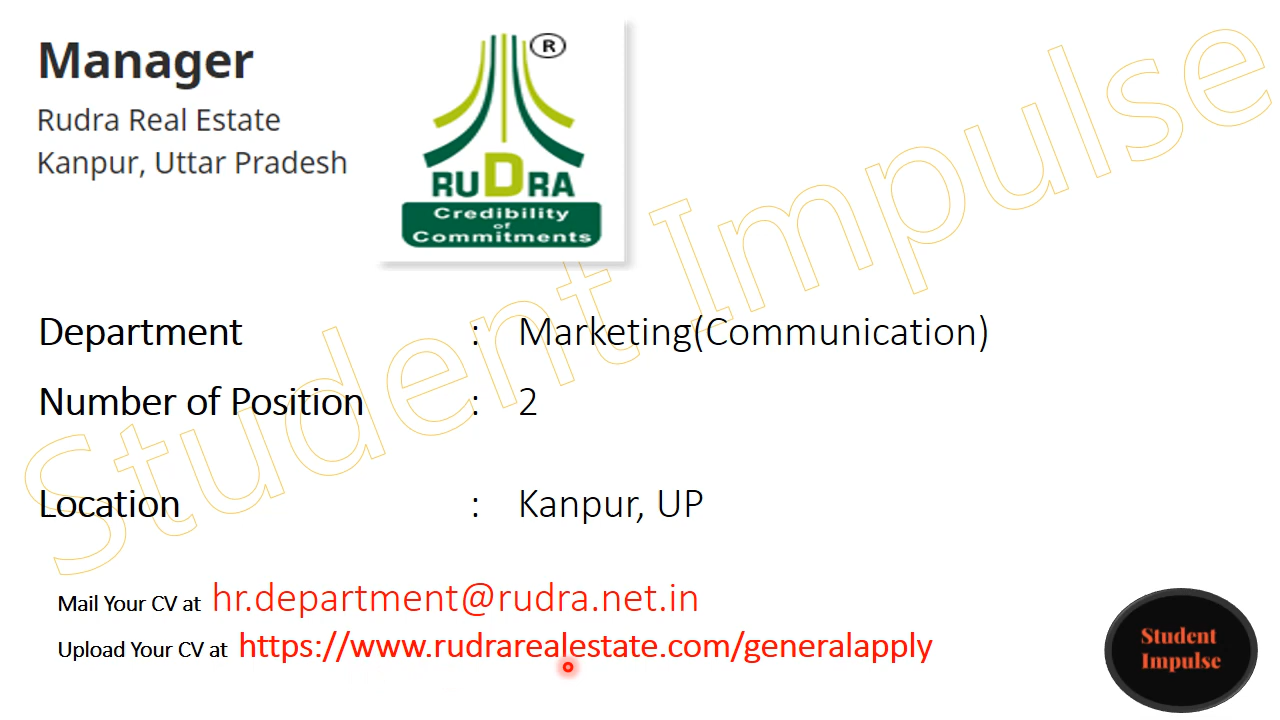 Manager
Rudra Real Estate
Kanpur, Uttar Pradesh
®
RUDRA
Credibility
of
Commitments
Student Impulse
Department : Marketing(Communication)
Number of Position : 2
Location : Kanpur, UP
Mail Your CV at hr.department@rudra.net.in
Upload Your CV at https://www.rudrarealestate.com/generalapply
Student
Impulse